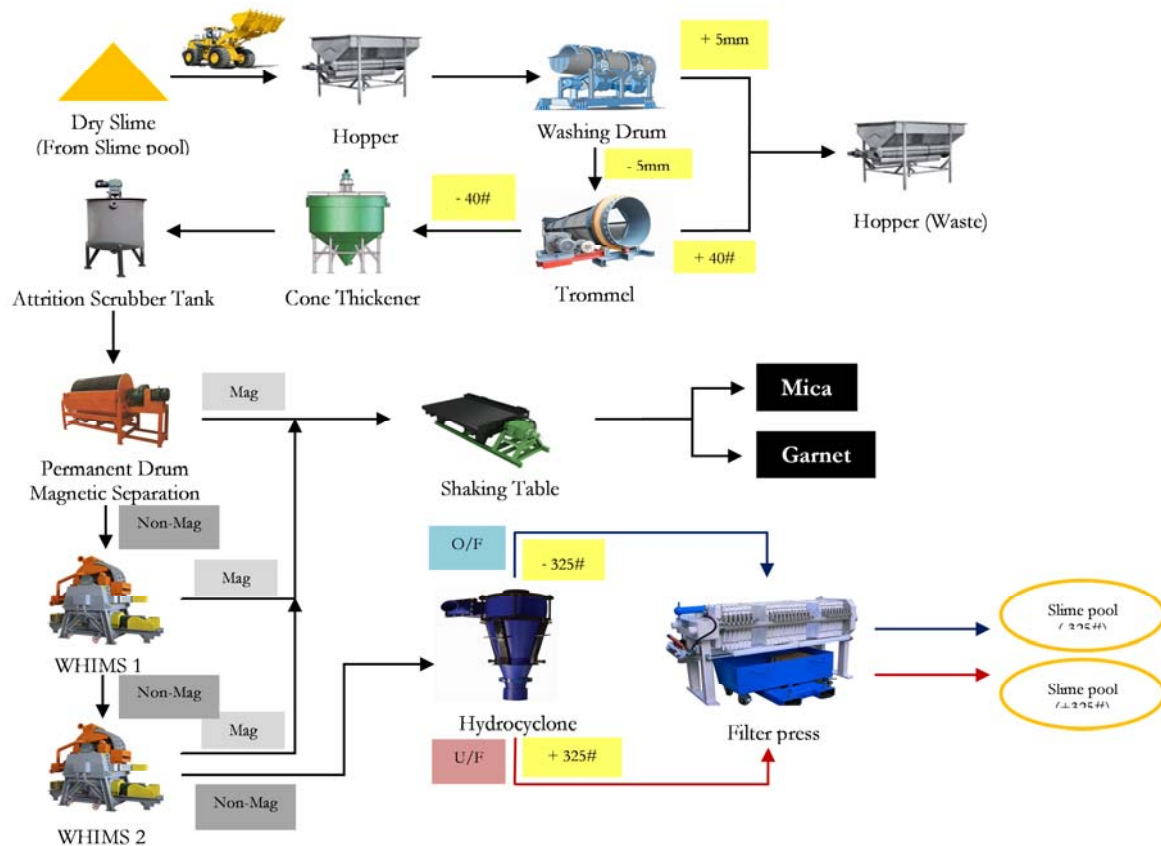 + 5mm
Dry Slime
(From Slime pool)
Hopper
Washing Drum
- 5mm
Hopper (Waste)
- 40#
+ 40#
Attrition Scrubber Tank
Cone Thickener
Trommel
Mag
Mica
Garnet
Permanent Drum
Magnetic Separation
Shaking Table
Non-Mag
O/F
- 325#
Mag
WHIMS 1
Slime pool
(-325#)
Non-Mag
Mag
Hydrocyclone
Filter press
Slime pool
(+325#)
U/F
+ 325#
Non-Mag
WHIMS 2